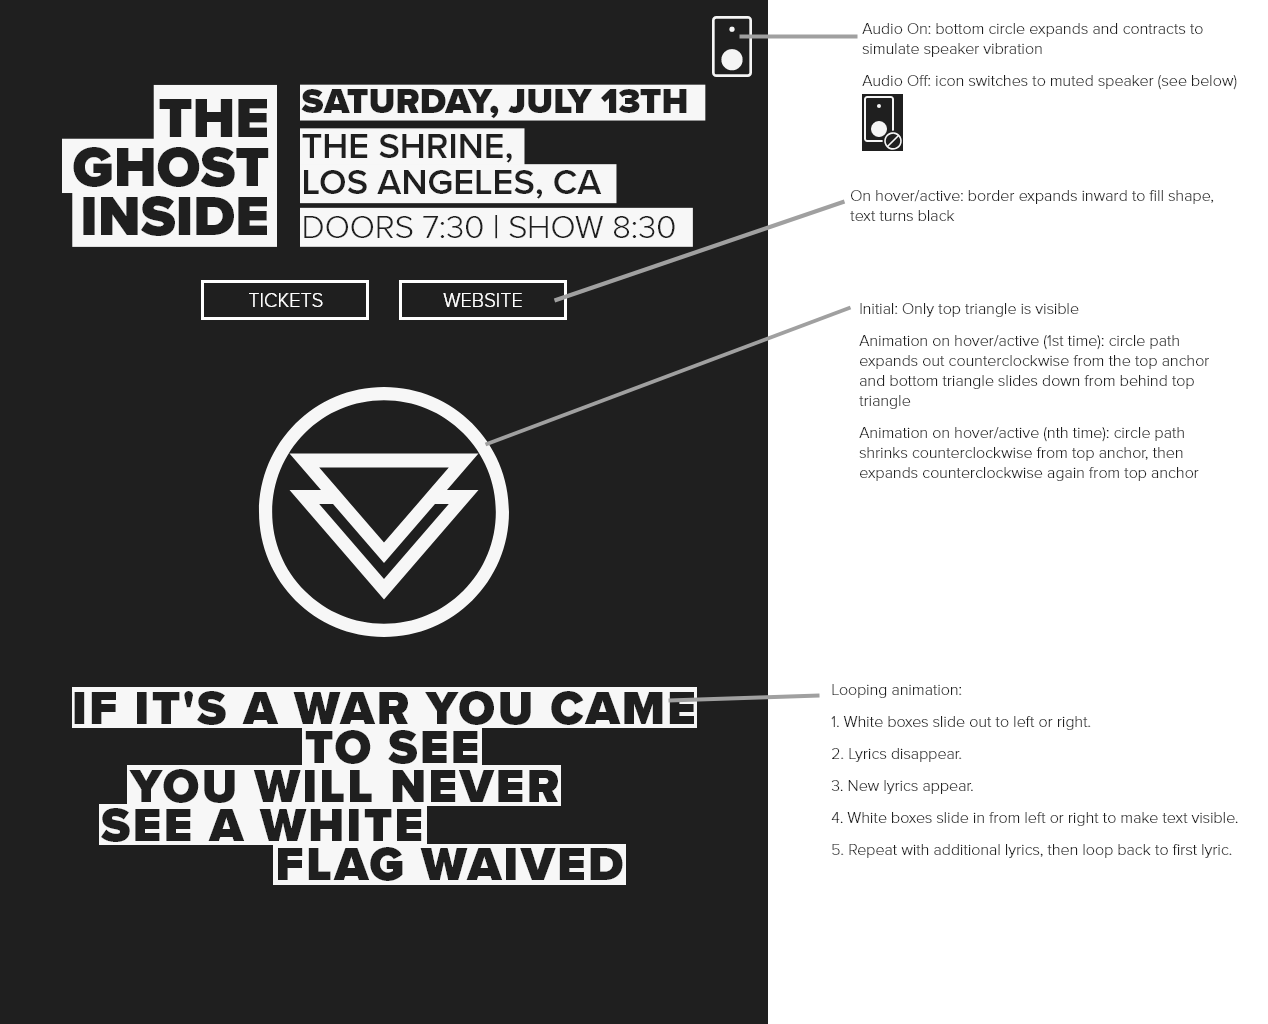 THE
GHOST
INSIDE
SATURDAY, JULY 13TH
THE SHRINE,
LOS ANGELES, CA
DOORS 7:30 | SHOW 8:30
TICKETS
WEBSITE
IF IT'S A WAR YOU CAME
TO SEE
YOU WILL NEVER
SEE A WHITE
FLAG WAIVED
Audio On: bottom circle expands and contracts to
simulate speaker vibration
Audio Off: icon switches to muted speaker (see below)
On hover/active: border expands inward to fill shape,
text turns black
Initial: Only top triangle is visible
Animation on hover/active (1st time): circle path
expands out counterclockwise from the top anchor
and bottom triangle slides down from behind top
triangle
Animation on hover/active (nth time): circle path
shrinks counterclockwise from top anchor, then
expands counterclockwise again from top anchor
Looping animation:
1. White boxes slide out to left or right.
2. Lyrics disappear.
3. New lyrics appear.
4. White boxes slide in from left or right to make text visible.
5. Repeat with additional lyrics, then loop back to first lyric.